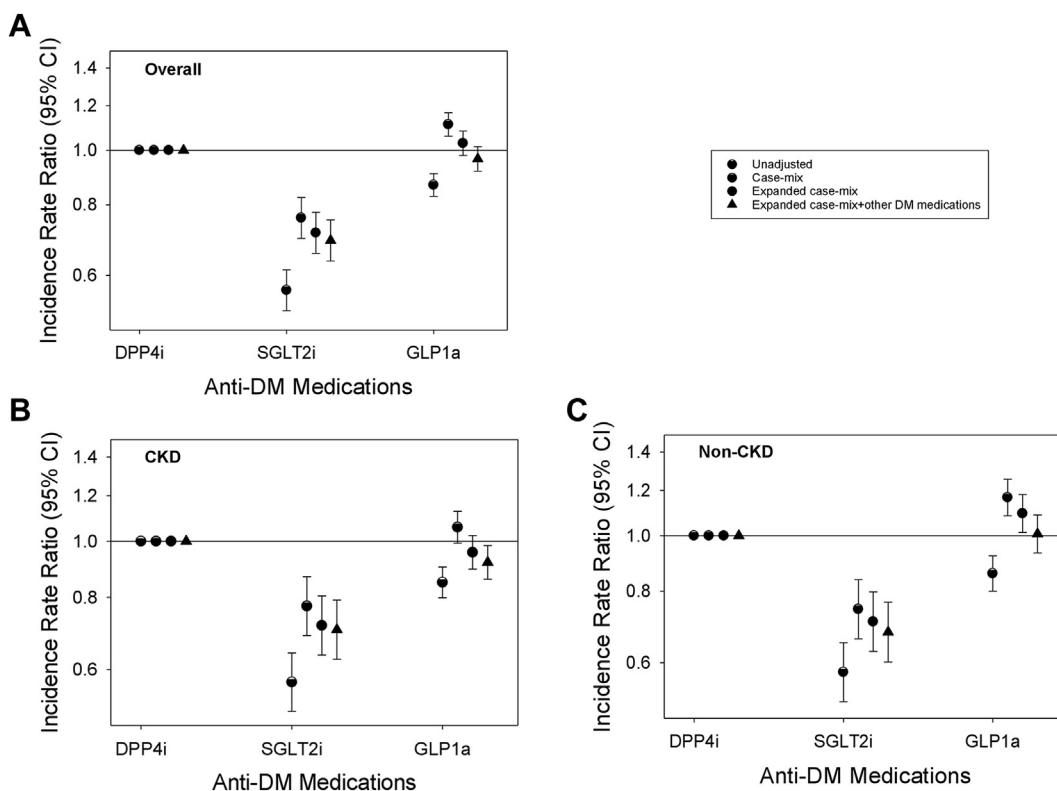 A
Overall
Incidence Rate Ratio (95% CI)
1.4
1.2
1.0
0.8
0.6
DPP4i SGLT2i GLP1a
Anti-DM Medications
Unadjusted
Case-mix
Expanded case-mix
Expanded case-mix+other DM medications
B
CKD
Incidence Rate Ratio (95% CI)
1.4
1.2
1.0
0.8
0.6
DPP4i SGLT2i GLP1a
Anti-DM Medications
C
Non-CKD
Incidence Rate Ratio (95% CI)
1.4
1.2
1.0
0.8
0.6
DPP4i SGLT2i GLP1a
Anti-DM Medications